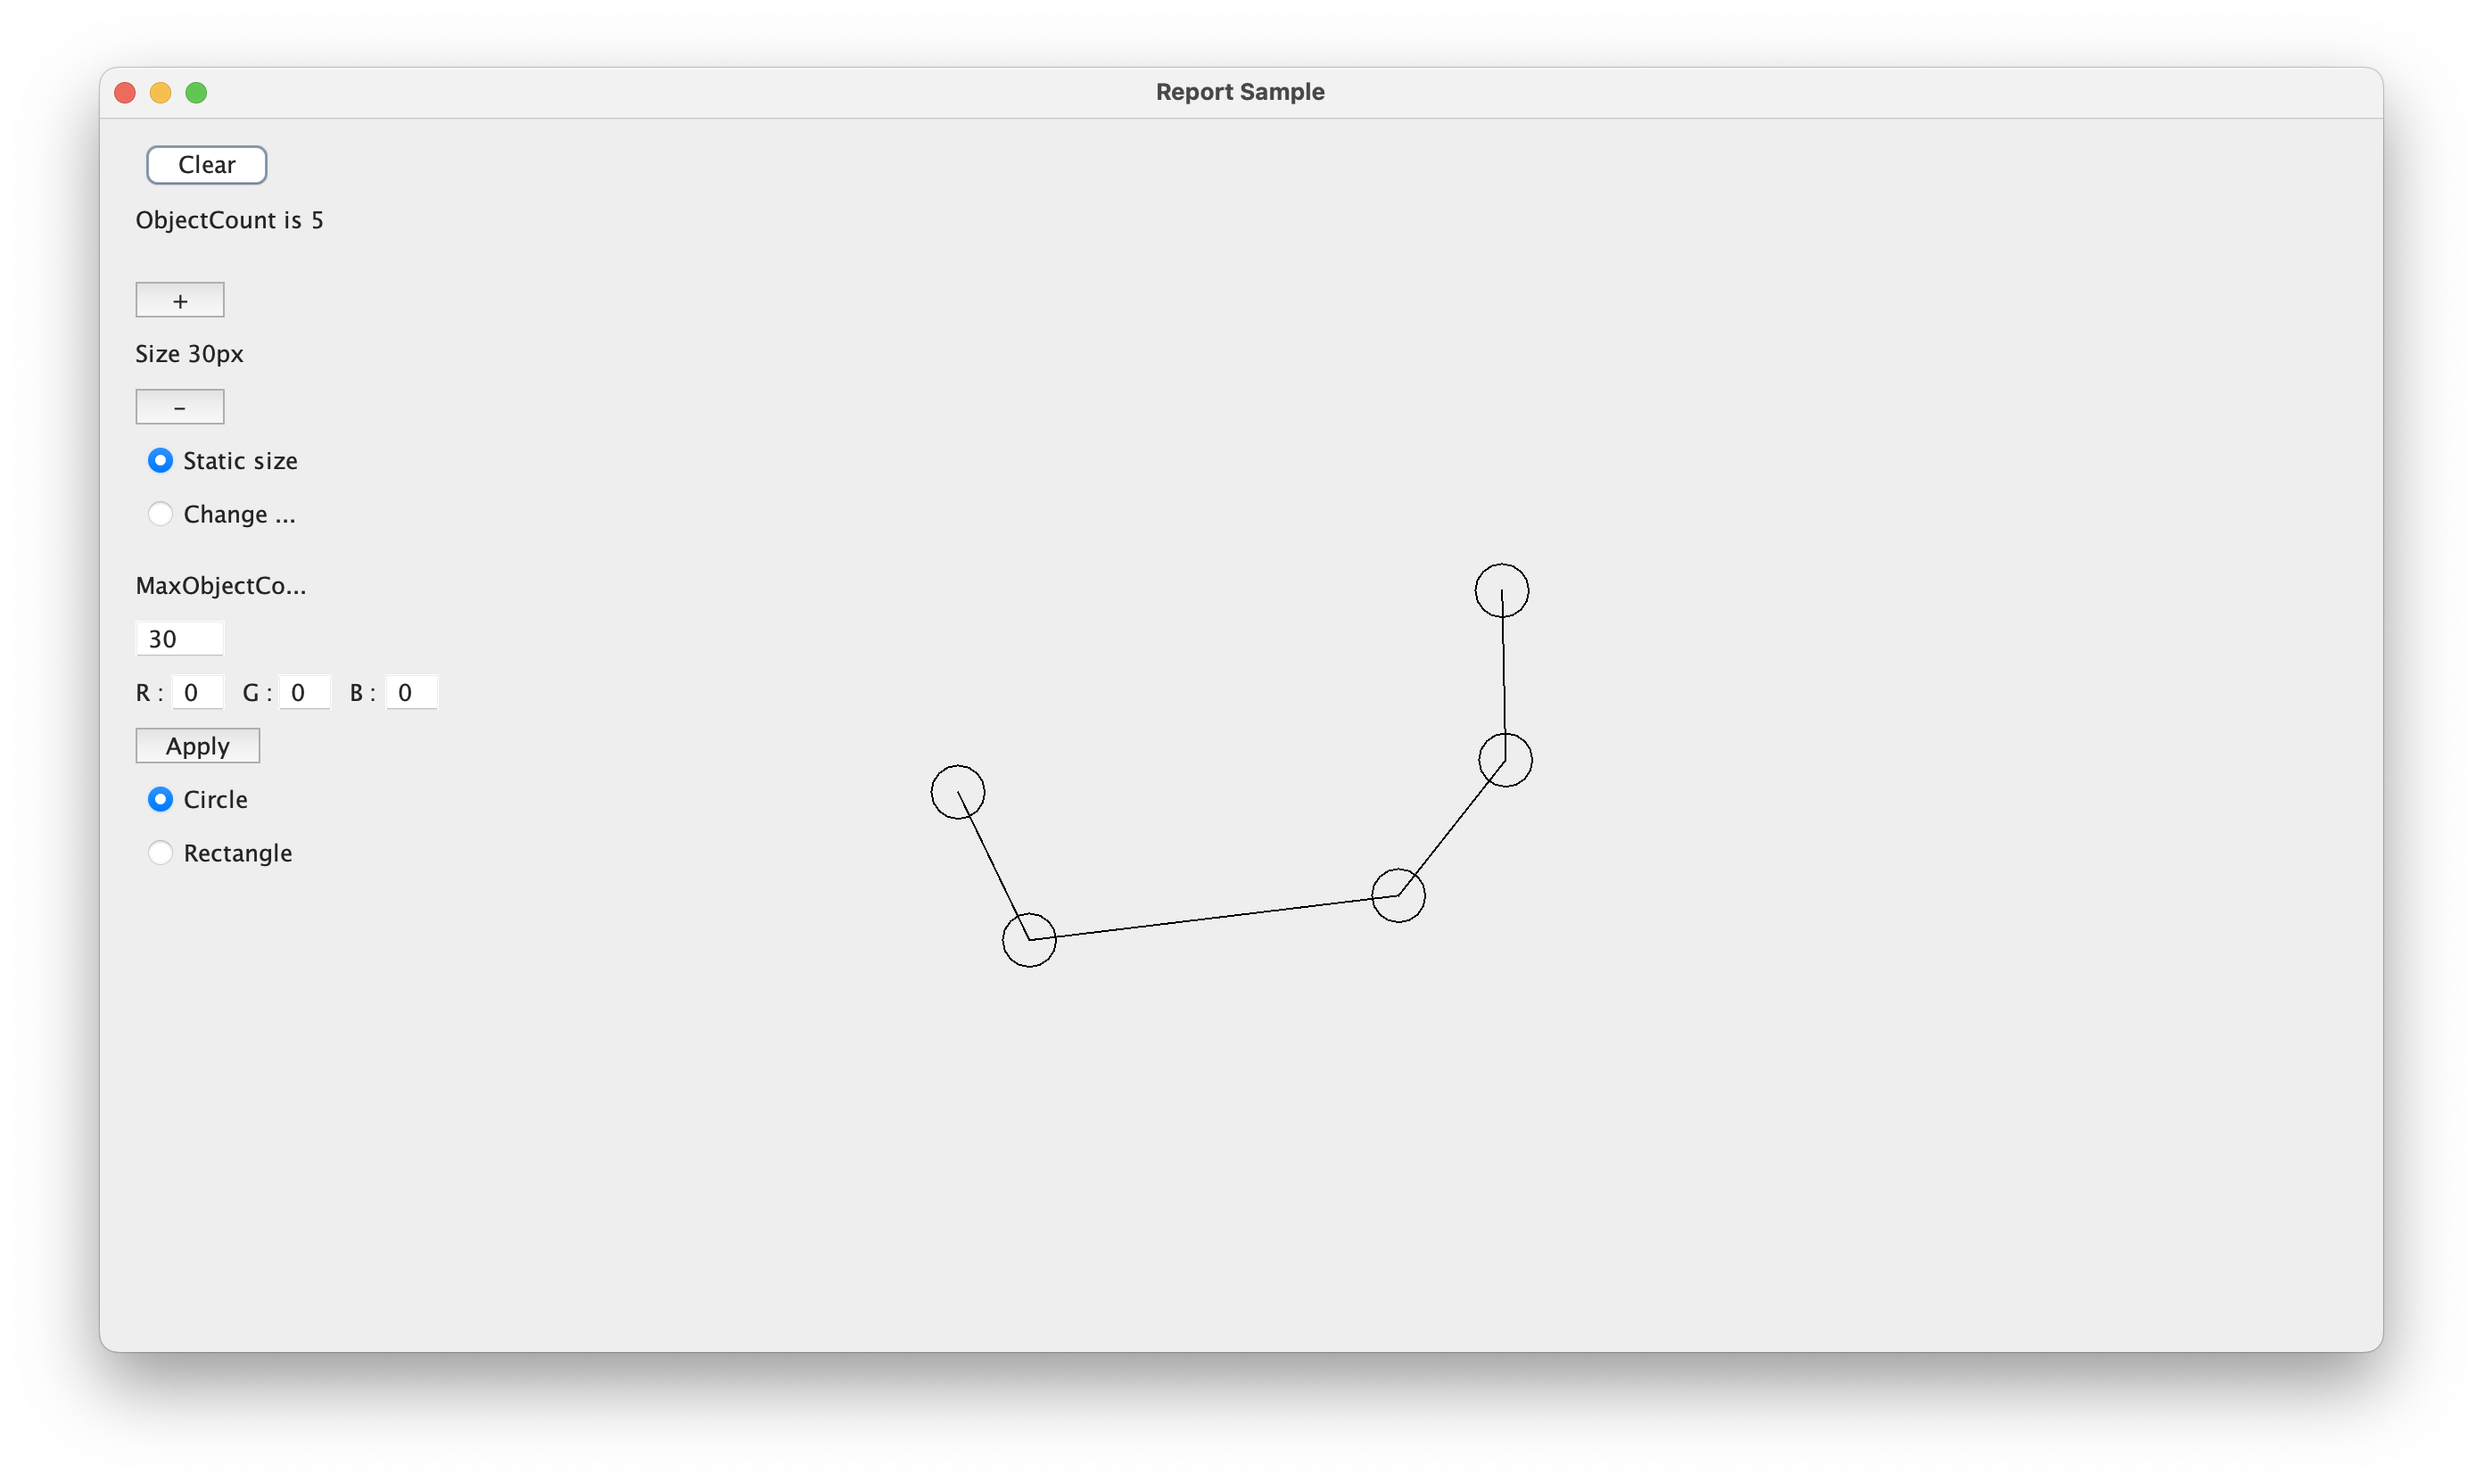 Report Sample
Clear
ObjectCount is 5
+
Size 30px
-
Static size
Change ...
MaxObjectCo...
30
R : 0 G : 0 B : 0
Apply
Circle
Rectangle